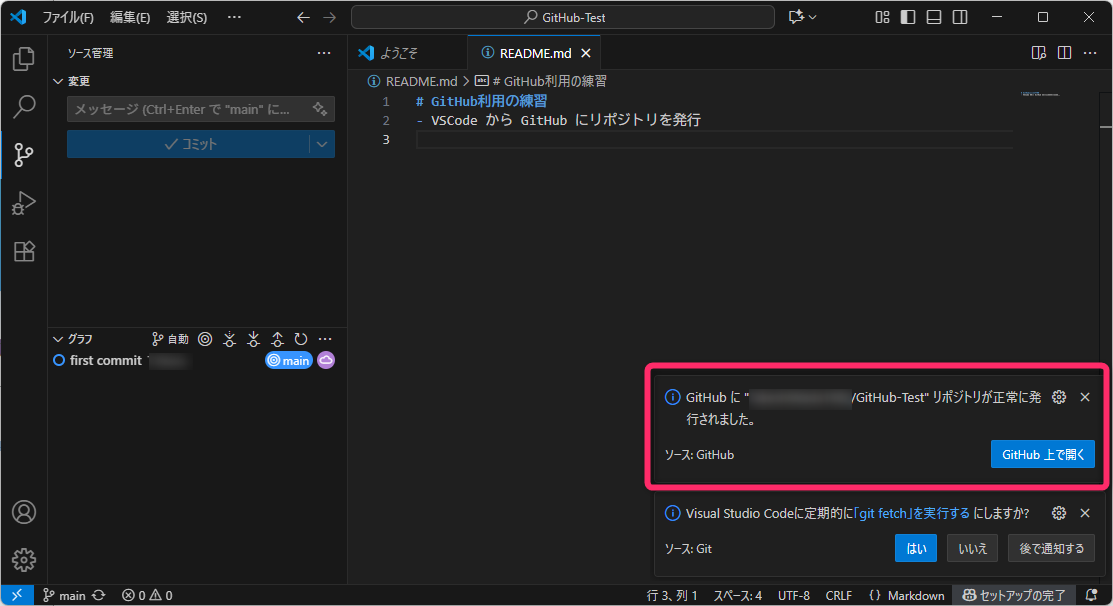 ファイル(F) 編集(E) 選択(S) ··· GitHub-Test
ソース管理 ···
ようこそ README.md
変更
README.md > # GitHub利用の練習
メッセージ (Ctrl+Enter で "main" に...
コミット
1 # GitHub利用の練習
2 - VSCode から GitHub にリポジトリを発行
3
グラフ 自動 ···
first commit main
GitHub に " /GitHub-Test" リポジトリが正常に発
行されました。
ソース: GitHub GitHub 上で開く
Visual Studio Codeに定期的に「git fetch」を実行する にしますか?
ソース: Git はい いいえ 後で通知する
main 0 0 行 3、列 1 スペース: 4 UTF-8 CRLF {} Markdown セットアップの完了